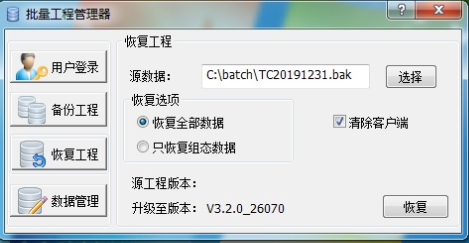 批量工程管理器
用户登录
备份工程
恢复工程
数据管理
恢复工程
源数据: C:\batch\TC20191231.bak 选择
恢复选项
恢复全部数据
只恢复组态数据
清除客户端
源工程版本:
升级至版本: V3.2.0_26070
恢复